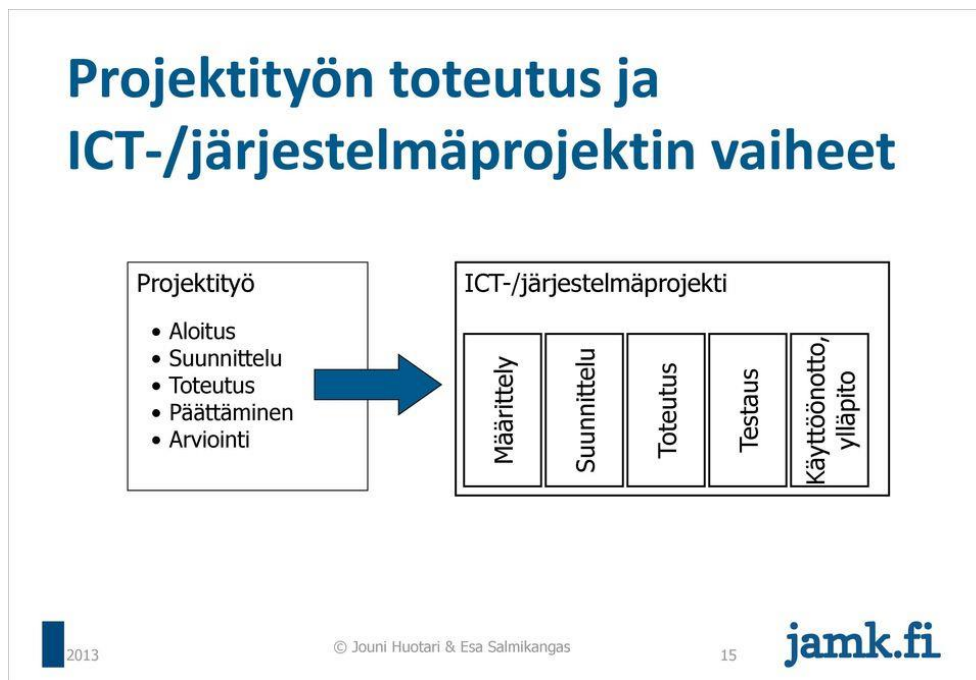 Projektityön toteutus ja
ICT-/järjestelmäprojektin vaiheet
Projektityö
• Aloitus
• Suunnittelu
• Toteutus
• Päättäminen
• Arviointi
ICT-/järjestelmäprojekti
Määrittely
Suunnittelu
Toteutus
Testaus
Käyttöönotto,
ylläpito
2013
© Jouni Huotari & Esa Salmikangas
15
jamk.fi